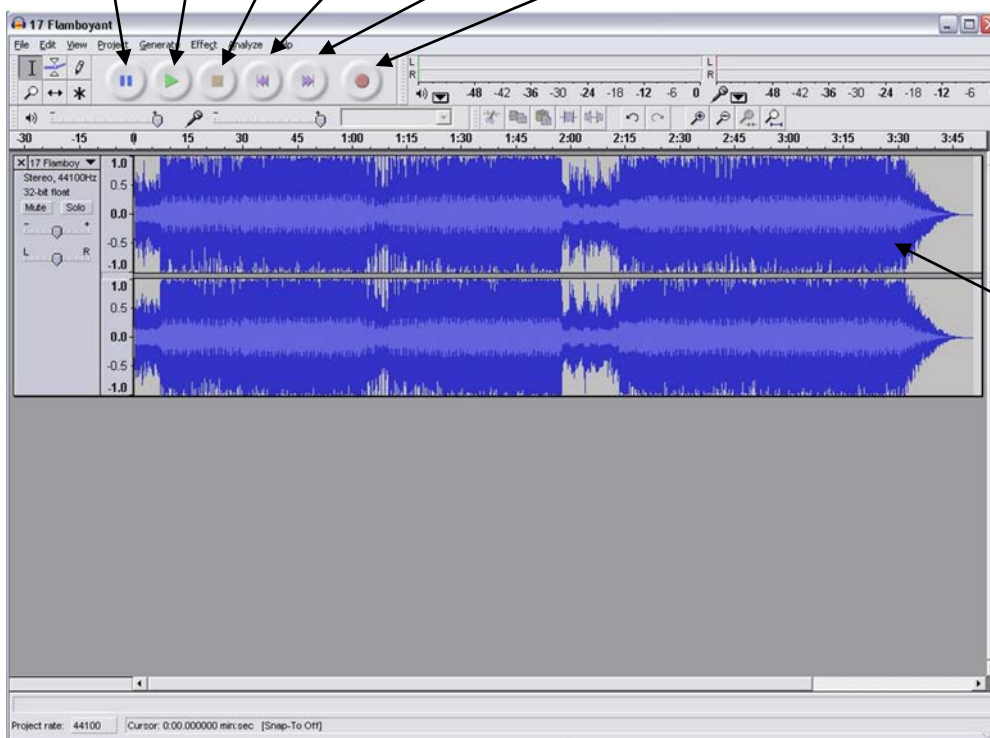 17 Flamboyant
File Edit View Project Generate Effect Analyze Help
L
R
L
R
-48 -42 -36 -30 -24 -18 -12 -6 0
-48 -42 -36 -30 -24 -18 -12 -6
-30 -15 0 15 30 45 1:00 1:15 1:30 1:45 2:00 2:15 2:30 2:45 3:00 3:15 3:30 3:45
X 17 Flamboy
Stereo, 44100Hz
32-bit float
Mute Solo
- +
L R
1.0
0.5
0.0
-0.5
-1.0
1.0
0.5
0.0
-0.5
-1.0
Project rate: 44100 Cursor: 0:00.000000 min:sec [Snap-To Off]